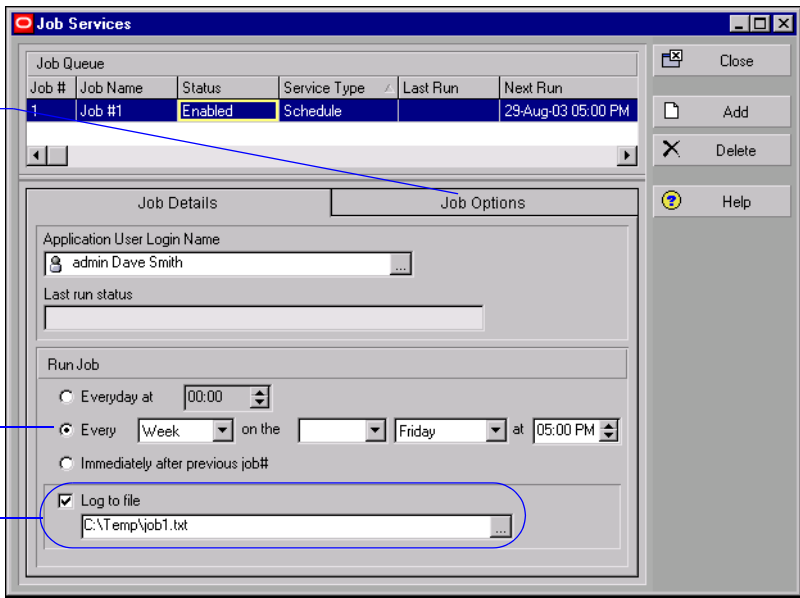 Job Services
Job Queue
Job # Job Name Status Service Type Last Run Next Run
1 Job #1 Enabled Schedule 29-Aug-03 05:00 PM
Close
Add
Delete
Help
Job Details Job Options
Application User Login Name
admin Dave Smith ...
Last run status
Run Job
Everyday at 00:00
Every Week on the Friday at 05:00 PM
Immediately after previous job#
Log to file
C:\Temp\job1.txt ...